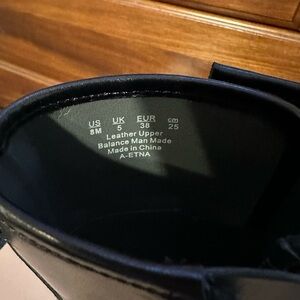 US UK EUR cm
8M 5 38 25
Leather Upper
Balance Man Made
Made in China
A-ETNA